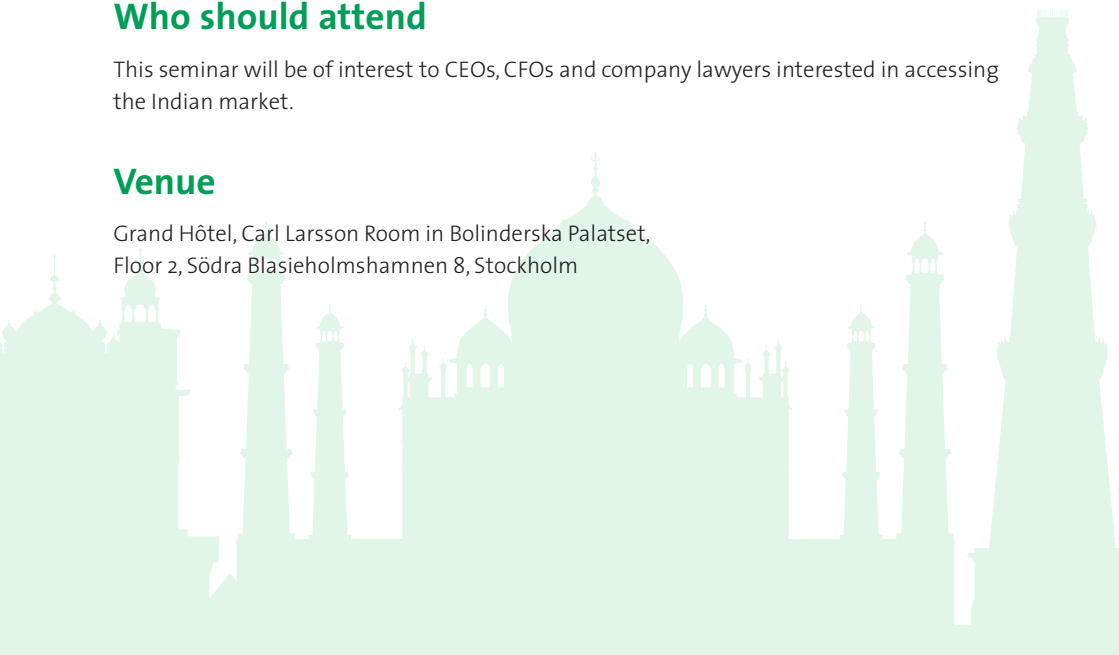 Who should attend
This seminar will be of interest to CEOs, CFOs and company lawyers interested in accessing
the Indian market.
Venue
Grand Hôtel, Carl Larsson Room in Bolinderska Palatset,
Floor 2, Södra Blasieholmshamnen 8, Stockholm